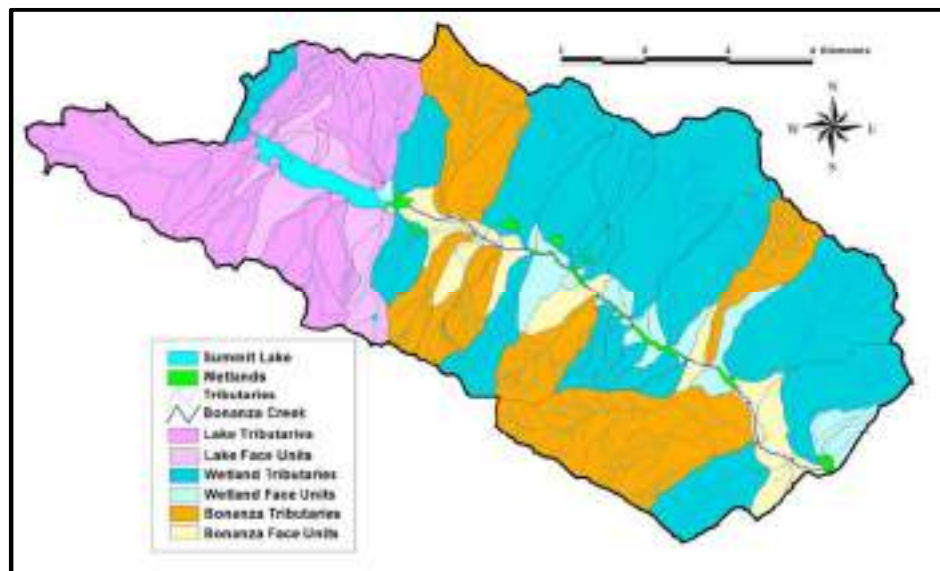 N
W E
S
Summit Lake
Wetlands
Tributaries
Bonanza Creek
Lake Tributaries
Lake Face Units
Wetland Tributaries
Wetland Face Units
Bonanza Tributaries
Bonanza Face Units